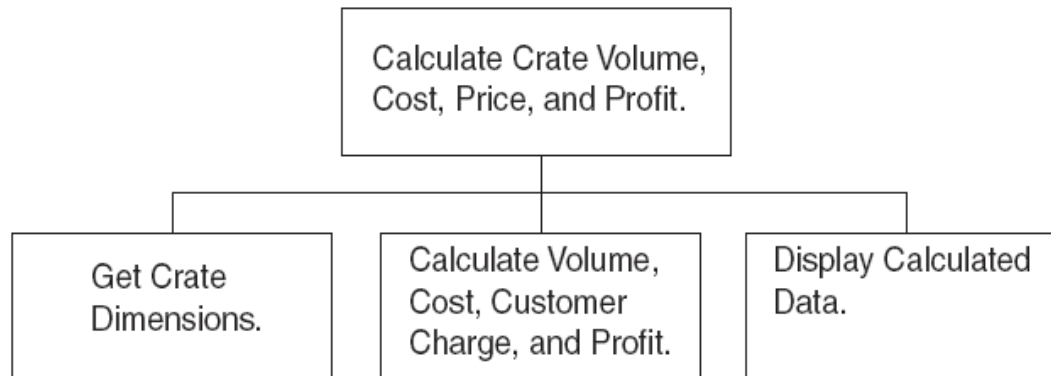 Calculate Crate Volume,
Cost, Price, and Profit.
Get Crate
Dimensions.
Calculate Volume,
Cost, Customer
Charge, and Profit.
Display Calculated
Data.